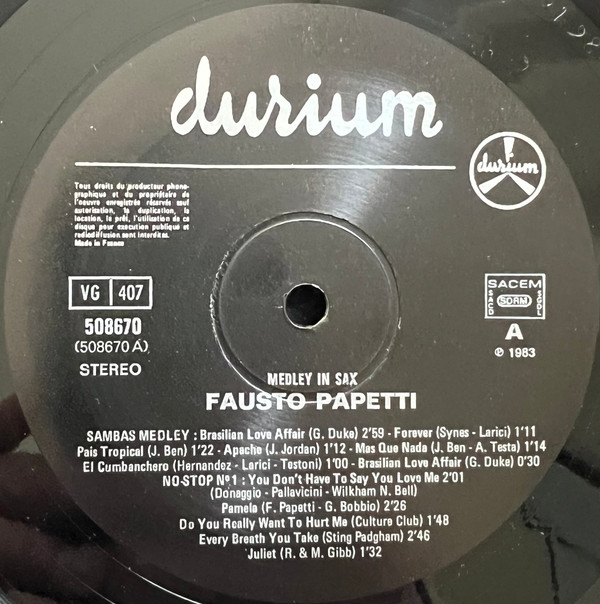 durium
durium
Tous droits du producteur phono-
graphique et du propriétaire de
l'oeuvre enregistrée réservés sauf
autorisation, la duplication, la
location, le prêt, l'utilisation de ce
disque pour execution publique et
radiodiffusion sont interdites.
Made in France
VG 407
508670
(508670 A)
STEREO
SACEM
SACD SDRM SGDL
A
℗ 1983
MEDLEY IN SAX
FAUSTO PAPETTI
SAMBAS MEDLEY : Brasilian Love Affair (G. Duke) 2'59 - Forever (Synes - Larici) 1'11
Pais Tropical (J. Ben) 1'22 - Apache (J. Jordan) 1'12 - Mas Que Nada (J. Ben - A. Testa) 1'14
El Cumbanchero (Hernandez - Larici - Testoni) 1'00 - Brasilian Love Affair (G. Duke) 0'30
NO-STOP Nº1 : You Don't Have To Say You Love Me 2'01
(Donaggio - Pallavicini - Wilkham N. Bell)
Pamela (F. Papetti - G. Bobbio) 2'26
Do You Really Want To Hurt Me (Culture Club) 1'48
Every Breath You Take (Sting Padgham) 2'46
Juliet (R. & M. Gibb) 1'32